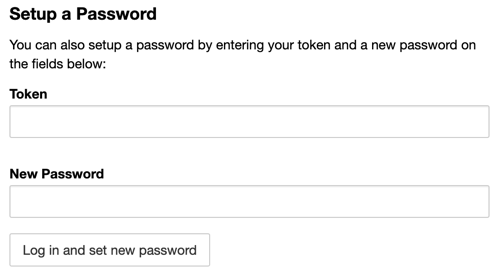 Setup a Password
You can also setup a password by entering your token and a new password on
the fields below:
Token
New Password
Log in and set new password